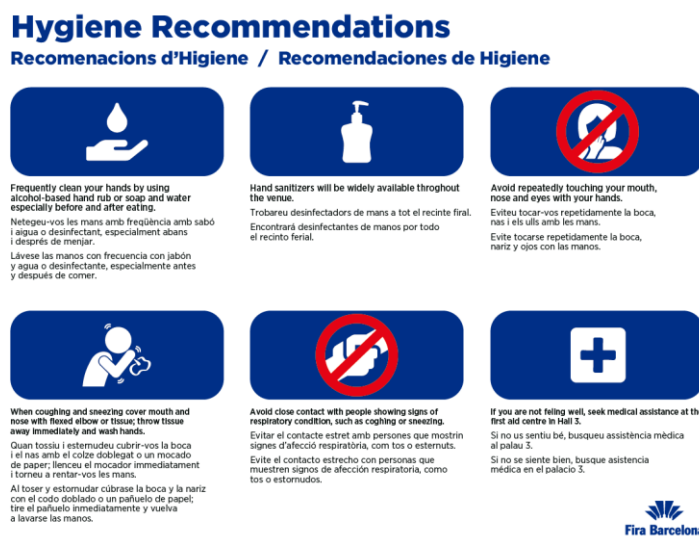 Hygiene Recommendations
Recomenacions d'Higiene / Recomendaciones de Higiene
Frequently clean your hands by using
alcohol-based hand rub or soap and water
especially before and after eating.
Netegeu-vos les mans amb freqüència amb sabó
i aigua o desinfectant, especialment abans
i després de menjar.
Lávese las manos con frecuencia con jabón
y agua o desinfectante, especialmente antes
y después de comer.
Hand sanitizers will be widely available throghout
the venue.
Trobareu desinfectadors de mans a tot el recinte firal.
Encontrará desinfectantes de manos por todo
el recinto ferial.
Avoid repeatedly touching your mouth,
nose and eyes with your hands.
Eviteu tocar-vos repetidament la boca,
nas i els ulls amb les mans.
Evite tocarse repetidamente la boca,
nariz y ojos con las manos.
When coughing and sneezing cover mouth and
nose with flexed elbow or tissue; throw tissue
away immediately and wash hands.
Quan tossiu i esternudeu cubrir-vos la boca
i el nas amb el colze doblegat o un mocado
de paper; llenceu el mocador immediatament
i torneu a rentar-vos les mans.
Al toser y estornudar cúbrase la boca y la nariz
con el codo doblado o un pañuelo de papel;
tire el pañuelo inmediatamente y vuelva
a lavarse las manos.
Avoid close contact with people showing signs of
respiratory condition, such as coghing or sneezing.
Evitar el contacte estret amb persones que mostrin
signes d'afecció respiratòria, com tos o esternuts.
Evite el contacto estrecho con personas que
muestren signos de afección respiratoria, como
tos o estornudos.
If you are not feling well, seek medical assistance at the
first aid centre in Hall 3.
Si no us sentiu bé, busqueu assistència mèdica
al palau 3.
Si no se siente bien, busque asistencia
médica en el palacio 3.
Fira Barcelona